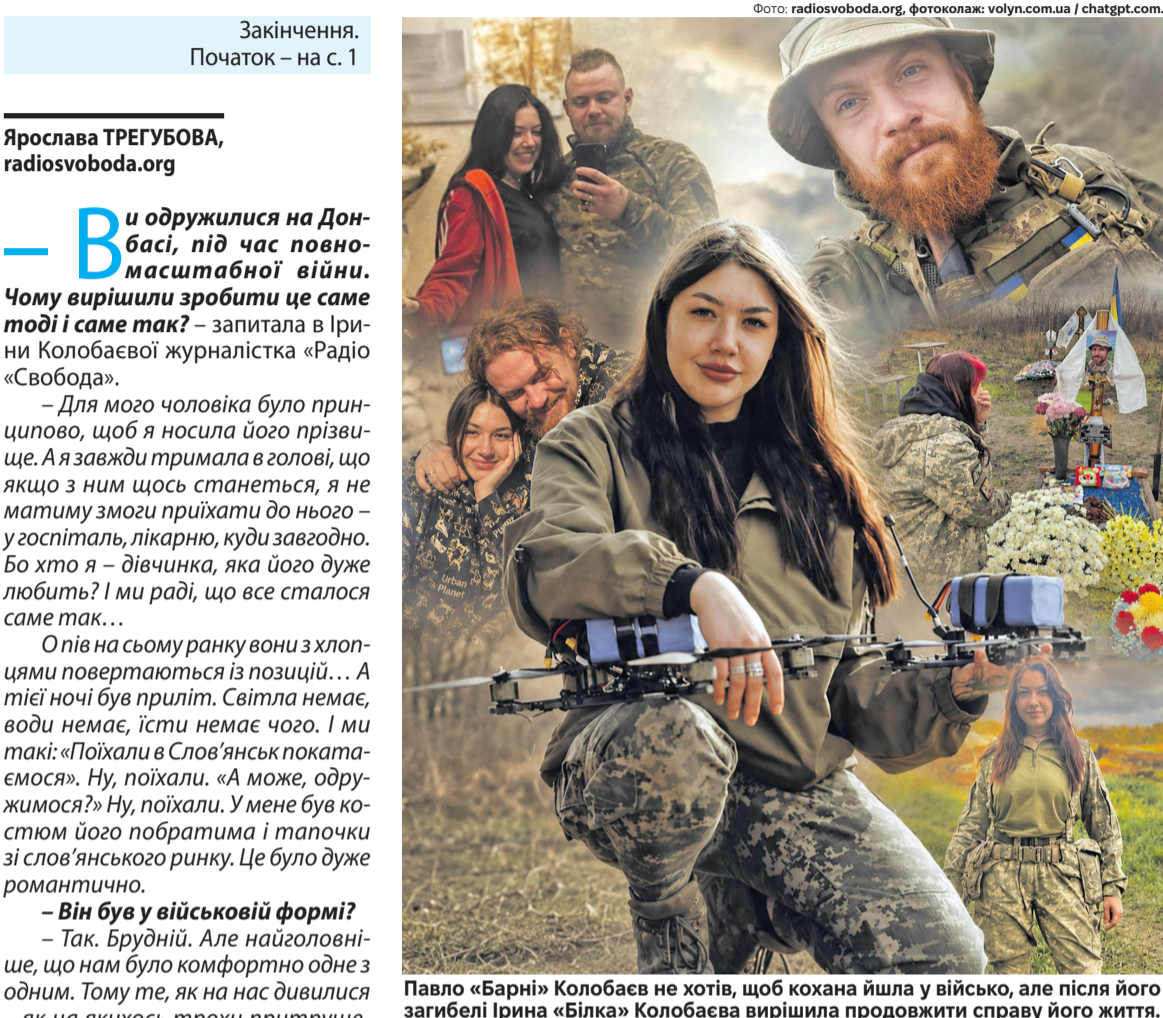 Фото: radiosvoboda.org, фотоколаж: volyn.com.ua / chatgpt.com.
Закінчення.
Початок – на с. 1
Ярослава ТРЕГУБОВА,
radiosvoboda.org
– Ви одружилися на Дон-
басі, під час повно-
масштабної війни.
Чому вирішили зробити це саме
тоді і саме так? – запитала в Іри-
ни Колобаєвої журналістка «Радіо
«Свобода».
– Для мого чоловіка було прин-
ципово, щоб я носила його прізви-
ще. А я завжди тримала в голові, що
якщо з ним щось станеться, я не
матиму змоги приїхати до нього –
у госпіталь, лікарню, куди завгодно.
Бо хто я – дівчинка, яка його дуже
любить? І ми раді, що все сталося
саме так…
О пів на сьому ранку вони з хлоп-
цями повертаються із позицій… А
тієї ночі був приліт. Світла немає,
води немає, їсти немає чого. І ми
такі: «Поїхали в Слов’янськ поката-
ємося». Ну, поїхали. «А може, одру-
жимося?» Ну, поїхали. У мене був ко-
стюм його побратима і тапочки
зі слов’янського ринку. Це було дуже
романтично.
– Він був у військовій формі?
– Так. Брудній. Але найголовні-
ше, що нам було комфортно одне з
одним. Тому те, як на нас дивилися
Urban
Planet
Павло «Барні» Колобаєв не хотів, щоб кохана йшла у військо, але після його
загибелі Ірина «Білка» Колобаєва вирішила продовжити справу його життя.